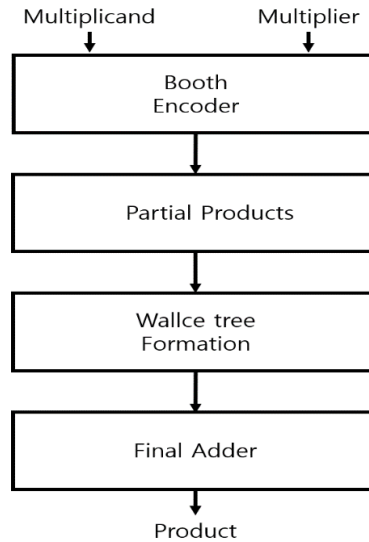 Multiplicand Multiplier
Booth
Encoder
Partial Products
Wallce tree
Formation
Final Adder
Product